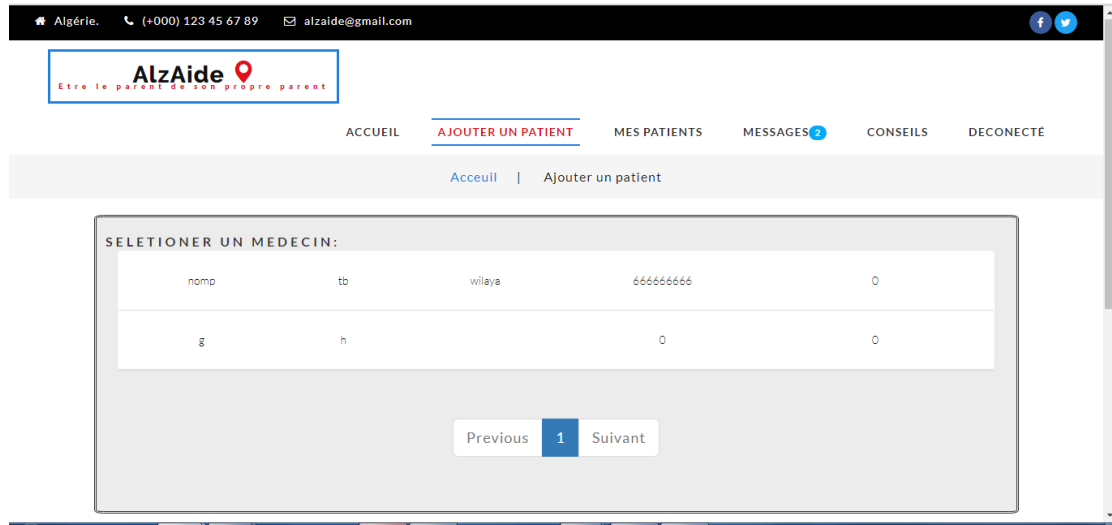 Algérie. (+000) 123 45 67 89 alzaide@gmail.com
AlzAide
Etre le parent de son propre parent
ACCUEIL AJOUTER UN PATIENT MES PATIENTS MESSAGES 2 CONSEILS DECONECTÉ
Acceuil | Ajouter un patient
SELETIONER UN MEDECIN:
nomp tb wilaya 666666666 0
g h 0 0
Previous 1 Suivant